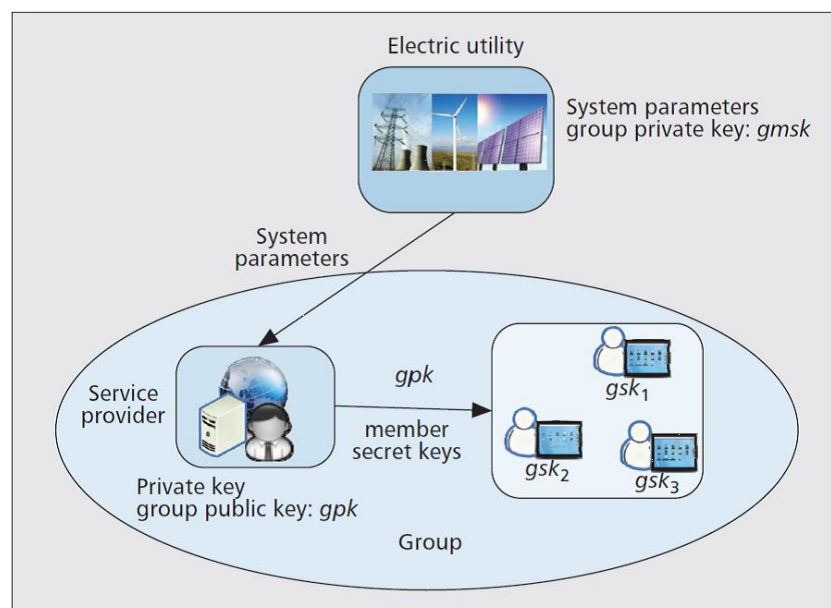 Electric utility
System parameters
group private key: gmsk
System
parameters
Service
provider
gpk
member
secret keys
gsk1
gsk2
gsk3
Private key
group public key: gpk
Group